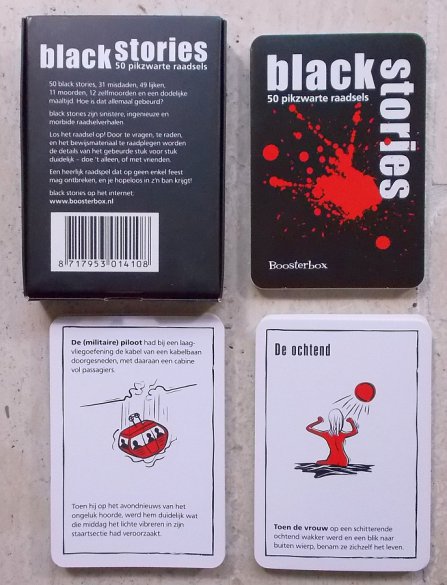 black stories
50 pikzwarte raadsels
50 black stories, 31 misdaden, 49 lijken,
11 moorden, 12 zelfmoorden en een dodelijke
maaltijd. Hoe is dat allemaal gebeurd?
black stories zijn sinistere, ingenieuze en
morbide raadselverhalen
Los het raadsel op! Door te vragen, te raden,
en het bewijsmateriaal te raadplegen worden
de details van het gebeurde stuk voor stuk
duidelijk – doe 't alleen, of met vrienden.
Een heerlijk raadspel dat op geen enkel feest
mag ontbreken, en je hopeloos in z'n ban krijgt!
black stories op het internet:
www.boosterbox.nl
8 717953 014108
black stories
50 pikzwarte raadsels
Boosterbox
De (militaire) piloot had bij een laag-
vliegoefening de kabel van een kabelbaan
doorgesneden, met daaraan een cabine
vol passagiers.
Toen hij op het avondnieuws van het
ongeluk hoorde, werd hem duidelijk wat
die middag het lichte vibreren in zijn
staartsectie had veroorzaakt.
De ochtend
Toen de vrouw op een schitterende
ochtend wakker werd en een blik naar
buiten wierp, benam ze zichzelf het leven.